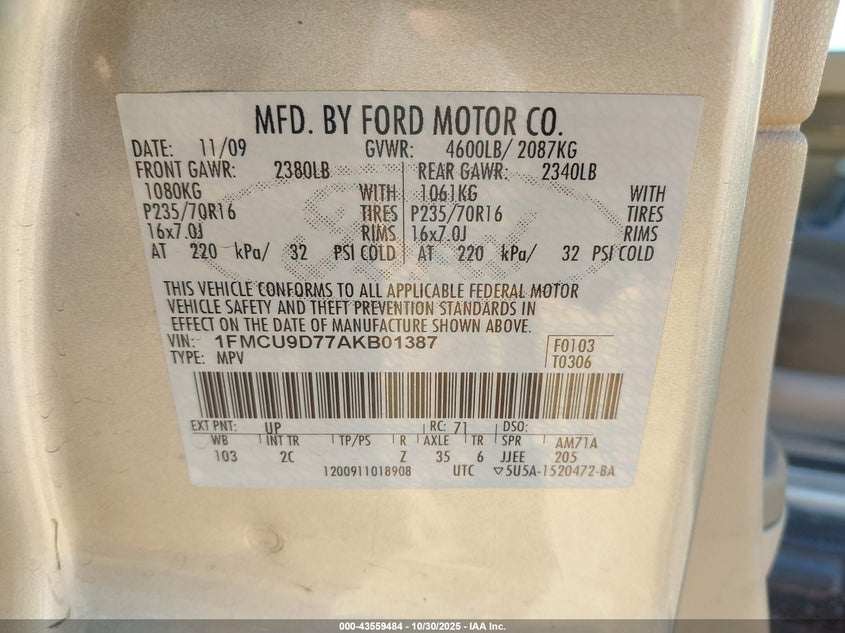 MFD. BY FORD MOTOR CO.
DATE: 11/09 GVWR: 4600LB/ 2087KG
FRONT GAWR: 2380LB REAR GAWR: 2340LB
1080KG WITH 1061KG WITH
P235/70R16 TIRES P235/70R16 TIRES
16x7.0J RIMS 16x7.0J RIMS
AT 220 kPa/ 32 PSI COLD AT 220 kPa/ 32 PSI COLD
THIS VEHICLE CONFORMS TO ALL APPLICABLE FEDERAL MOTOR
VEHICLE SAFETY AND THEFT PREVENTION STANDARDS IN
EFFECT ON THE DATE OF MANUFACTURE SHOWN ABOVE.
VIN: 1FMCU9D77AKB01387 F0103
TYPE: MPV T0306
EXT PNT: UP RC: 71 DSO:
WB INT TR TP/PS R AXLE TR SPR AM71A
103 2C Z 35 6 JJEE 205
1200911018908 UTC ▽5U5A-1520472-BA
000-43559484 - 10/30/2025 - IAA Inc.